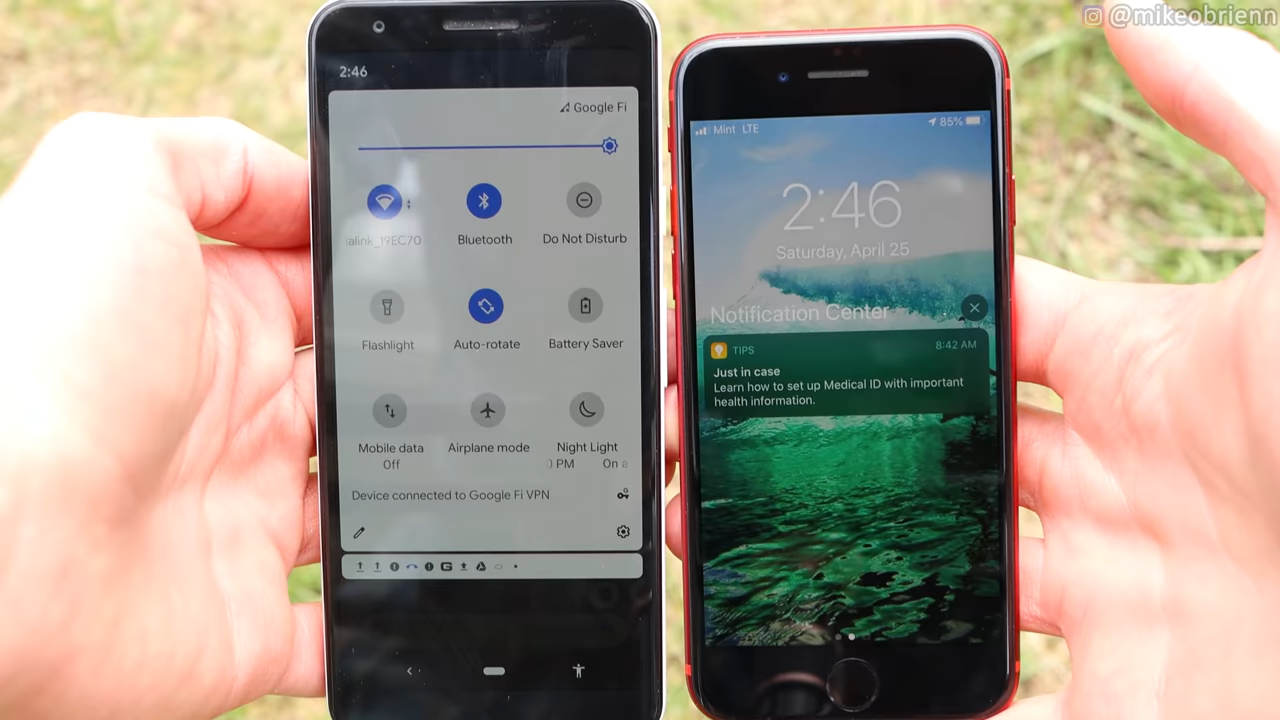 @mikeobrienn
2:46
Google Fi
alink_19EC70
Bluetooth
Do Not Disturb
Flashlight
Auto-rotate
Battery Saver
Mobile data
Off
Airplane mode
Night Light
PM On a
Device connected to Google Fi VPN
Mint LTE
85%
2:46
Saturday, April 25
Notification Center
TIPS
8:42 AM
Just in case
Learn how to set up Medical ID with important
health information.